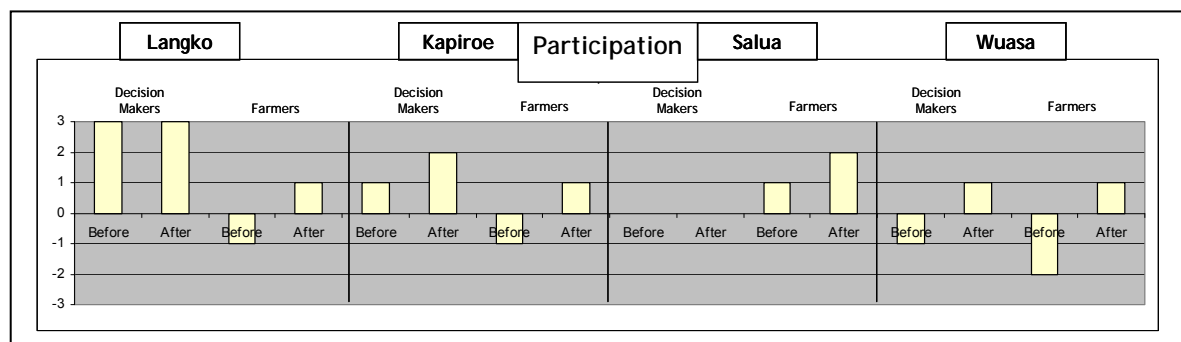 Participation
Langko
Kapiroe
Salua
Wuasa
Decision
Makers
Farmers
Decision
Makers
Farmers
Decision
Makers
Farmers
Decision
Makers
Farmers
3
2
1
0
-1
-2
-3
Before After Before After Before After Before After Before After Before After Before After Before After